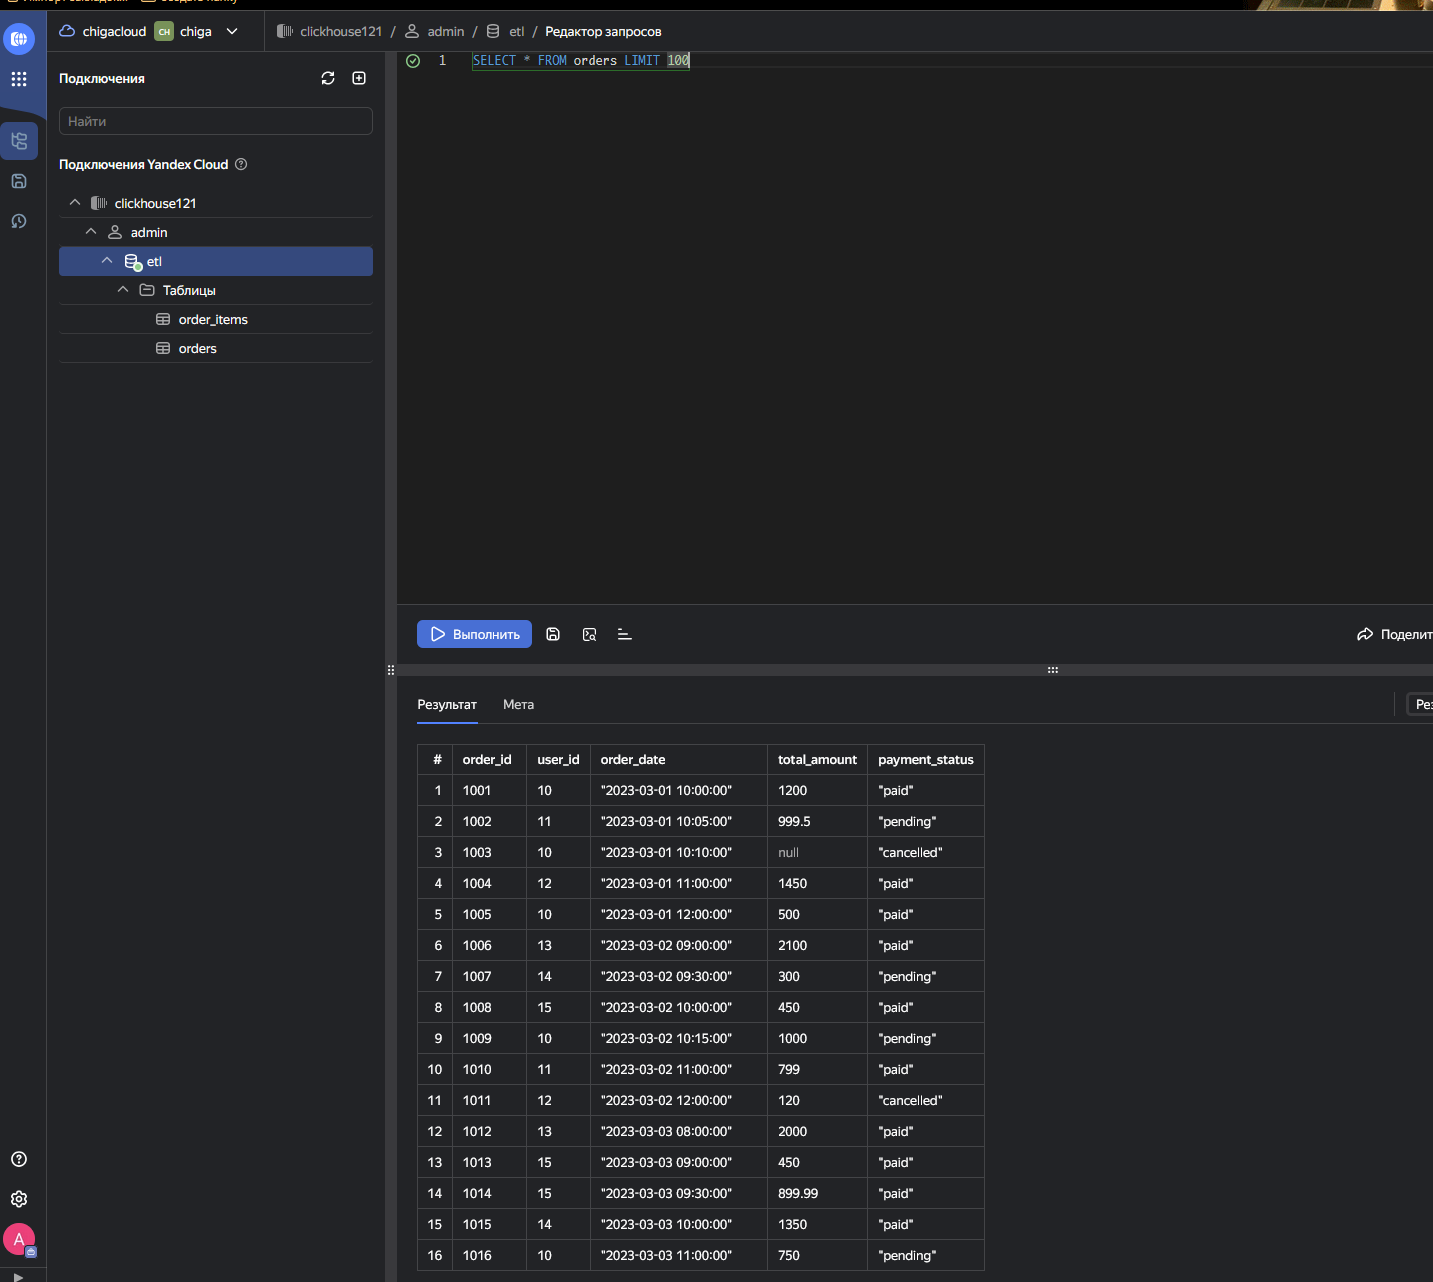 chigacloud CH chiga clickhouse121 / admin / etl / Редактор запросов
Подключения
1 SELECT * FROM orders LIMIT 100
Найти
Подключения Yandex Cloud
clickhouse121
admin
etl
Таблицы
order_items
orders
Выполнить
Поделит
Результат Мета
Рез
# order_id user_id order_date total_amount payment_status
1 1001 10 "2023-03-01 10:00:00" 1200 "paid"
2 1002 11 "2023-03-01 10:05:00" 999.5 "pending"
3 1003 10 "2023-03-01 10:10:00" null "cancelled"
4 1004 12 "2023-03-01 11:00:00" 1450 "paid"
5 1005 10 "2023-03-01 12:00:00" 500 "paid"
6 1006 13 "2023-03-02 09:00:00" 2100 "paid"
7 1007 14 "2023-03-02 09:30:00" 300 "pending"
8 1008 15 "2023-03-02 10:00:00" 450 "paid"
9 1009 10 "2023-03-02 10:15:00" 1000 "pending"
10 1010 11 "2023-03-02 11:00:00" 799 "paid"
11 1011 12 "2023-03-02 12:00:00" 120 "cancelled"
12 1012 13 "2023-03-03 08:00:00" 2000 "paid"
13 1013 15 "2023-03-03 09:00:00" 450 "paid"
14 1014 15 "2023-03-03 09:30:00" 899.99 "paid"
15 1015 14 "2023-03-03 10:00:00" 1350 "paid"
16 1016 10 "2023-03-03 11:00:00" 750 "pending"
A